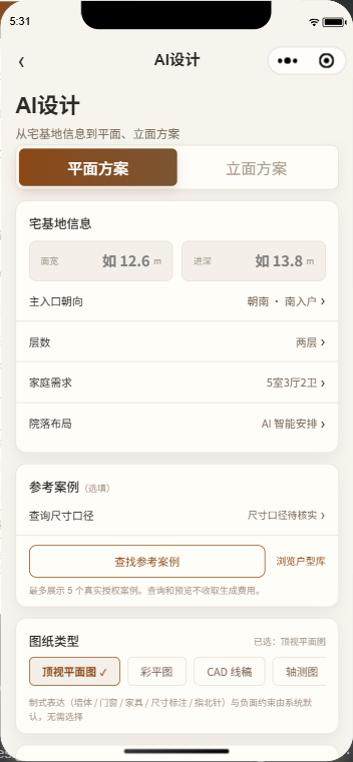 5:31
AI设计
AI设计
从宅基地信息到平面、立面方案
平面方案 立面方案
宅基地信息
面宽 如 12.6 m 进深 如 13.8 m
主入口朝向 朝南 · 南入户 ›
层数 两层 ›
家庭需求 5室3厅2卫 ›
院落布局 AI 智能安排 ›
参考案例（选填）
查询尺寸口径 尺寸口径待核实 ›
查找参考案例 浏览户型库
最多展示 5 个真实授权案例。查询和预览不收取生成费用。
图纸类型 已选：顶视平面图
顶视平面图 ✓ 彩平图 CAD 线稿 轴测图
制式表达（墙体 / 门窗 / 家具 / 尺寸标注 / 指北针）与负面约束由系统默
认，无需选择